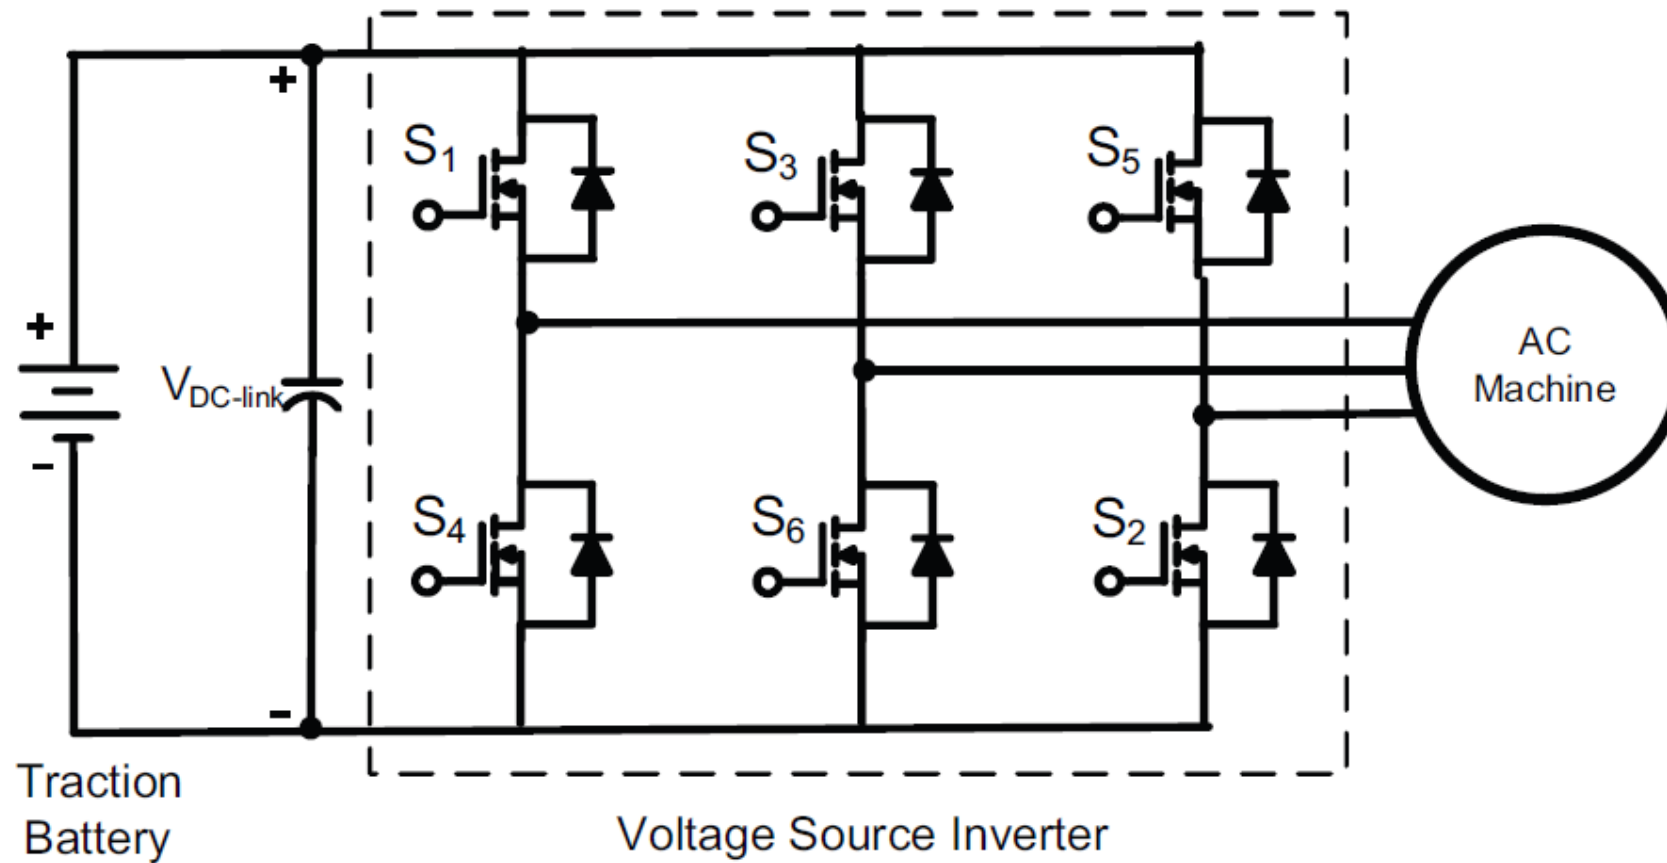 +
S1
S3
S5
+
VDC-link
AC
Machine
-
S4
S6
S2
-
Traction
Battery
Voltage Source Inverter